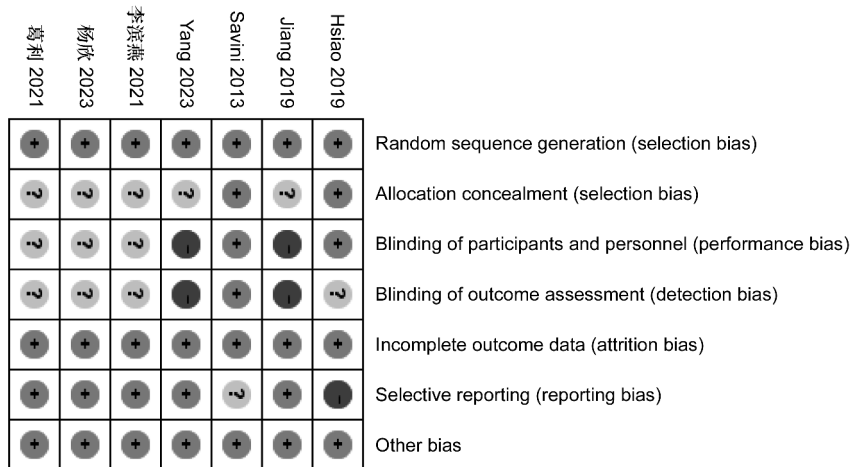 葛利 2021
杨欣 2023
李滨燕 2021
Yang 2023
Savini 2013
Jiang 2019
Hsiao 2019
+ + + + + + + Random sequence generation (selection bias)
? ? ? ? + ? + Allocation concealment (selection bias)
? ? ? - + - + Blinding of participants and personnel (performance bias)
? ? ? - + - ? Blinding of outcome assessment (detection bias)
+ + + + + + + Incomplete outcome data (attrition bias)
+ + + + ? + - Selective reporting (reporting bias)
+ + + + + + + Other bias